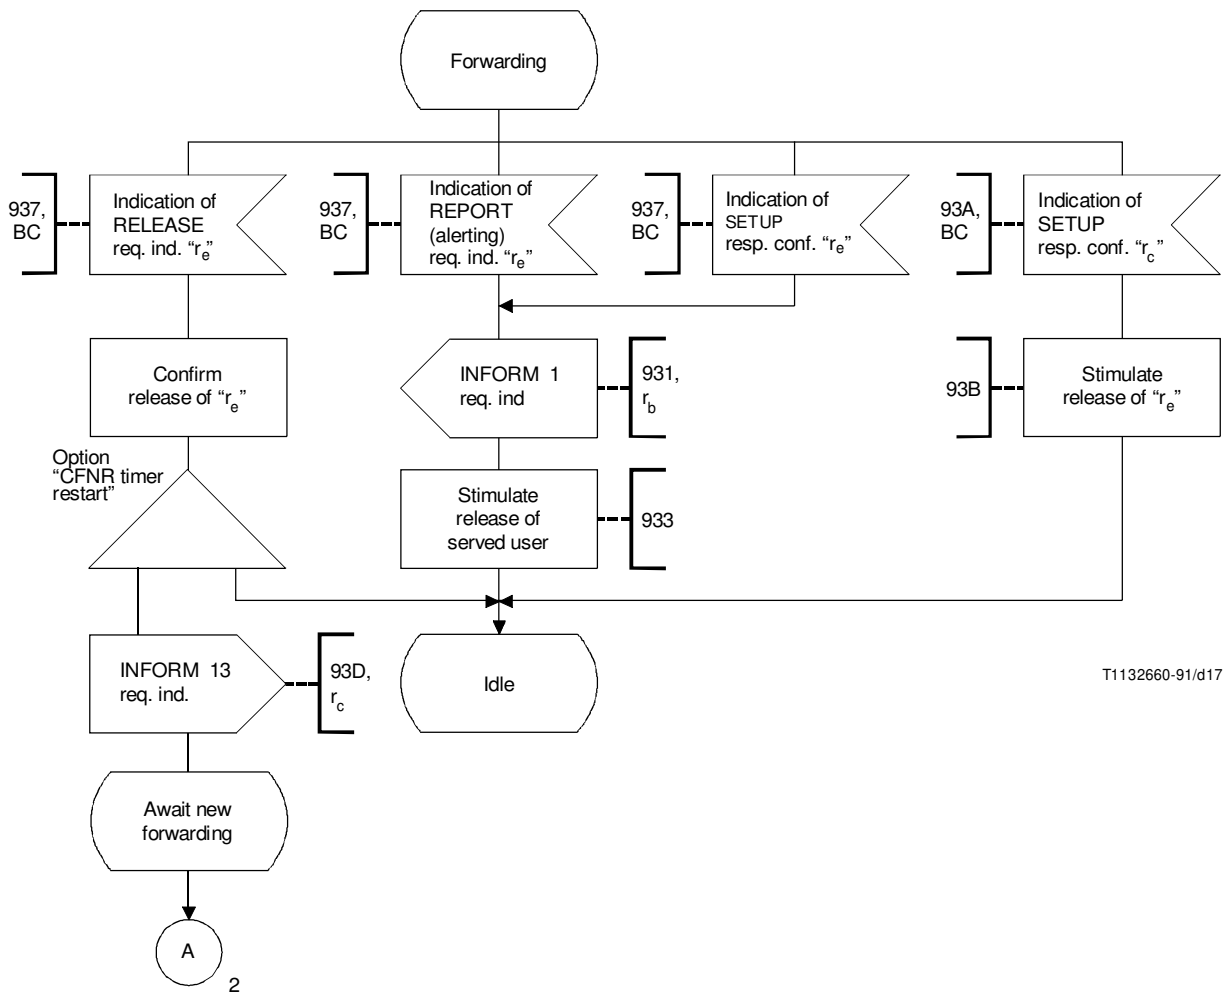 Forwarding
937,
BC
Indication of
RELEASE
req. ind. “re”
937,
BC
Indication of
REPORT
(alerting)
req. ind. “re”
937,
BC
Indication of
SETUP
resp. conf. “re”
93A,
BC
Indication of
SETUP
resp. conf. “rc”
Confirm
release of “re”
INFORM 1
req. ind
931,
rb
93B
Stimulate
release of “re”
Option
“CFNR timer
restart”
Stimulate
release of
served user
933
INFORM 13
req. ind.
93D,
rc
Idle
T1132660-91/d17
Await new
forwarding
A
2